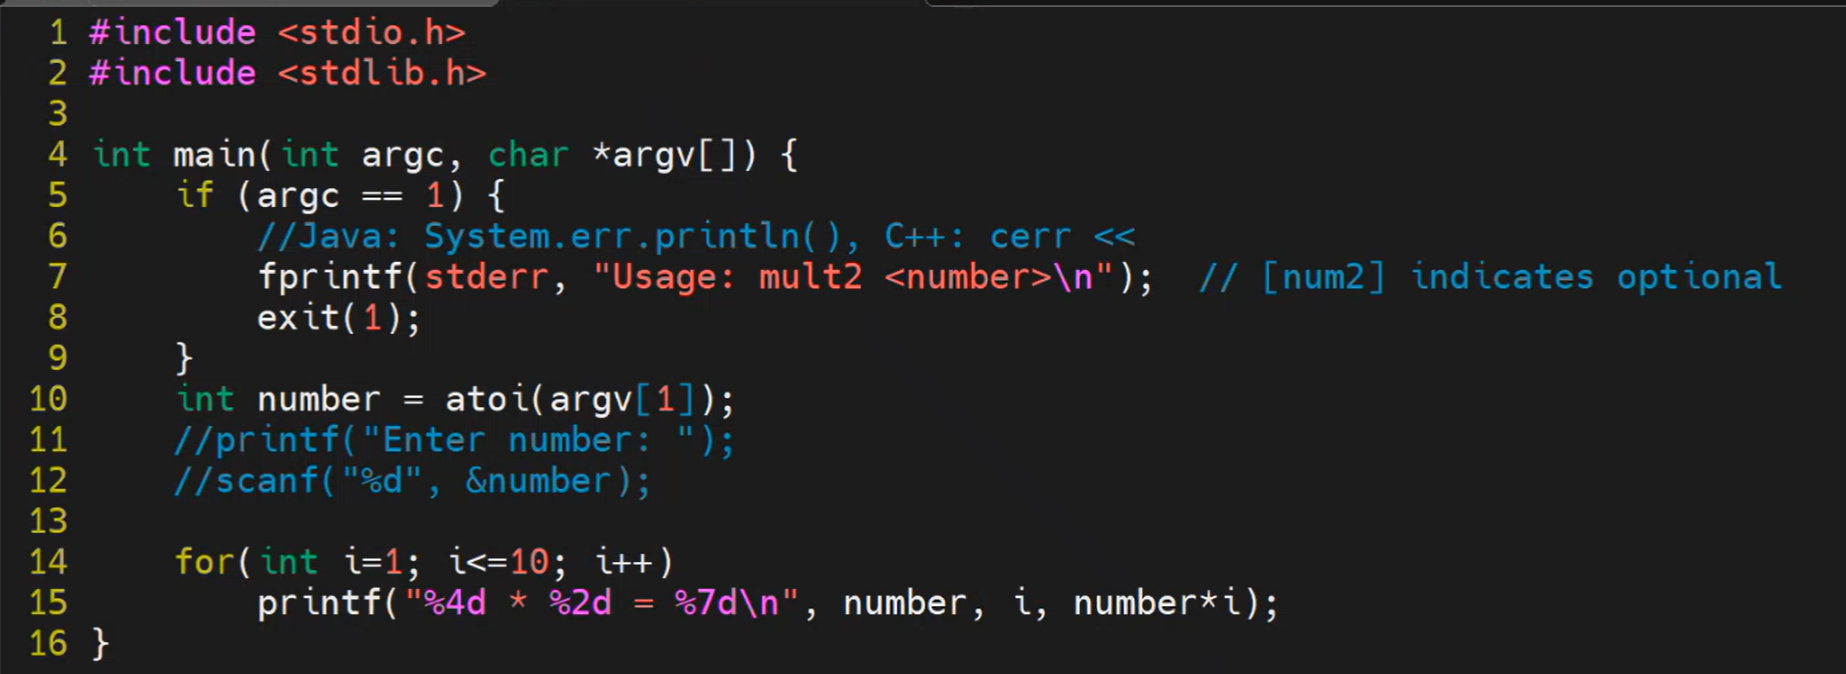 1 #include <stdio.h>
2 #include <stdlib.h>
3
4 int main(int argc, char *argv[]) {
5     if (argc == 1) {
6         //Java: System.err.println(), C++: cerr <<
7         fprintf(stderr, "Usage: mult2 <number>\n");  // [num2] indicates optional
8         exit(1);
9     }
10     int number = atoi(argv[1]);
11     //printf("Enter number: ");
12     //scanf("%d", &number);
13
14     for(int i=1; i<=10; i++)
15         printf("%4d * %2d = %7d\n", number, i, number*i);
16 }